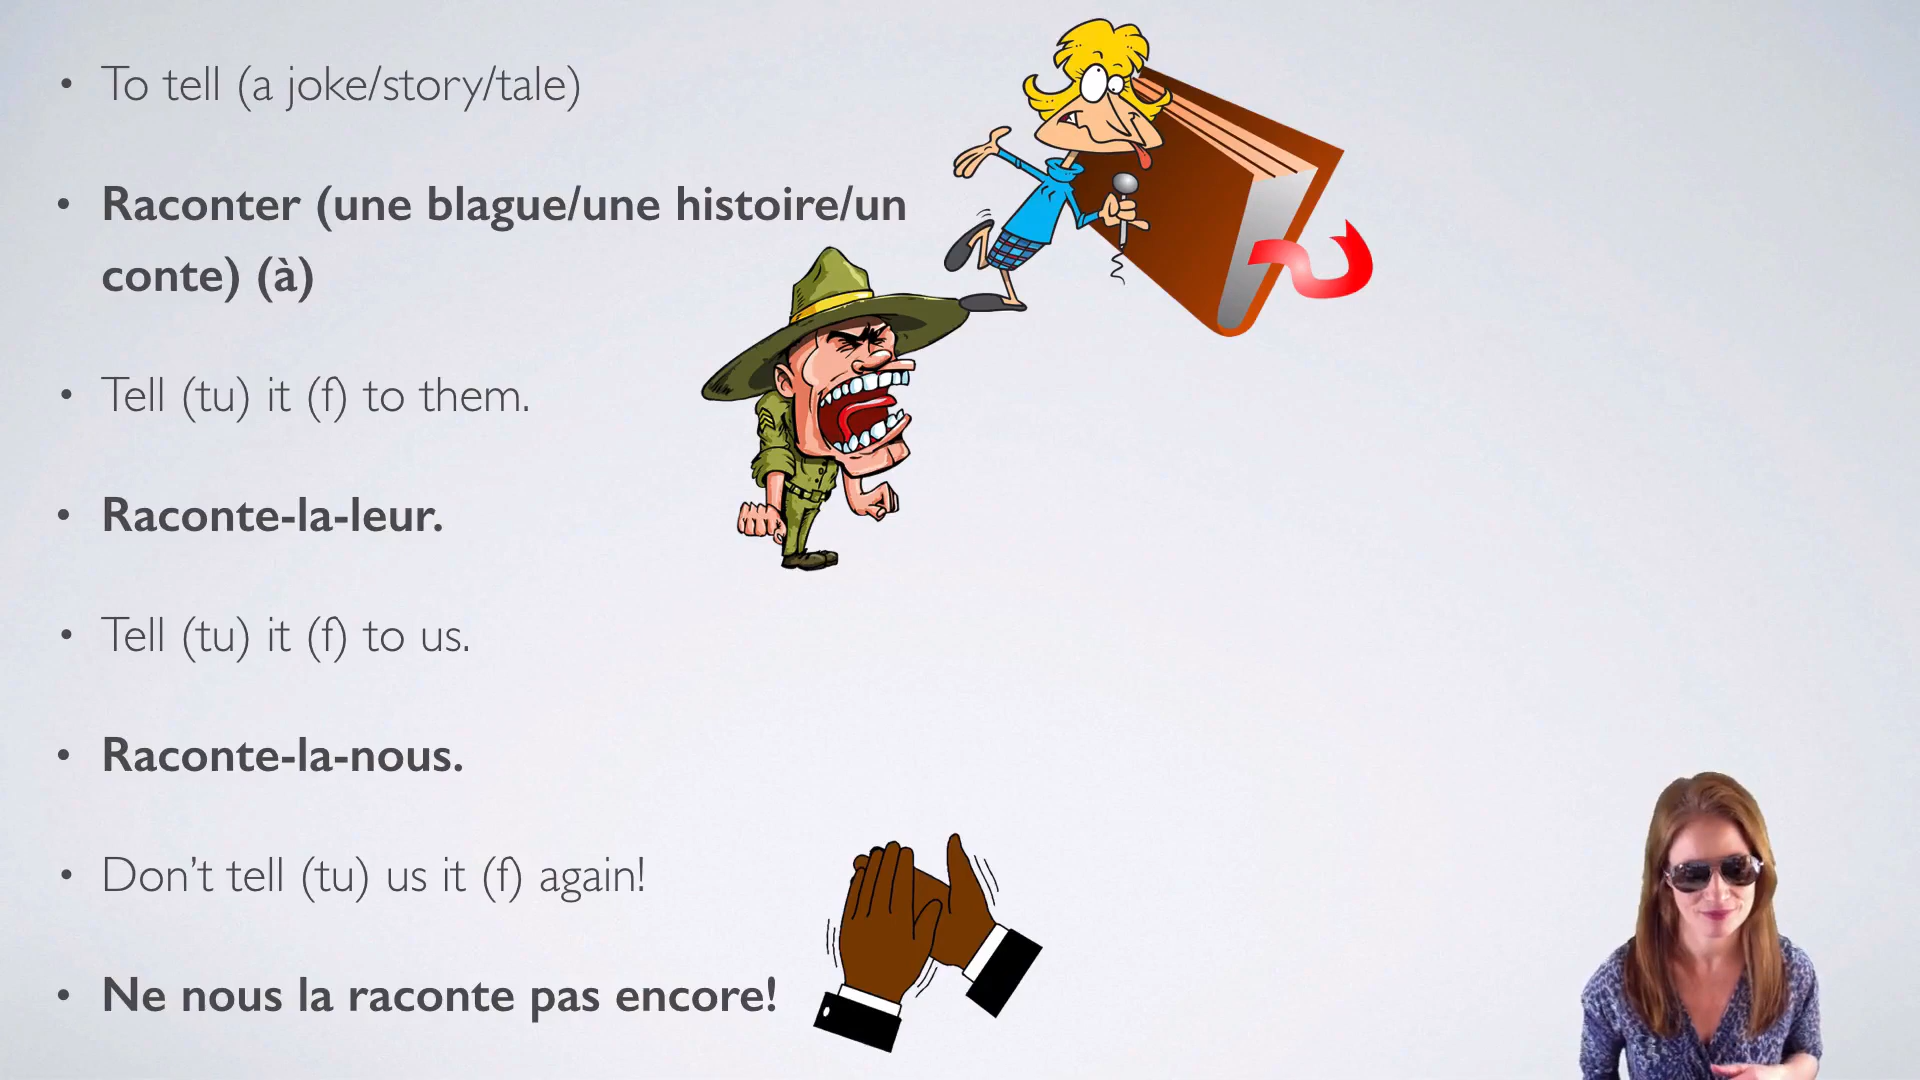 • To tell (a joke/story/tale)
• Raconter (une blague/une histoire/un
conte) (à)
• Tell (tu) it (f) to them.
• Raconte-la-leur.
• Tell (tu) it (f) to us.
• Raconte-la-nous.
• Don’t tell (tu) us it (f) again!
• Ne nous la raconte pas encore!